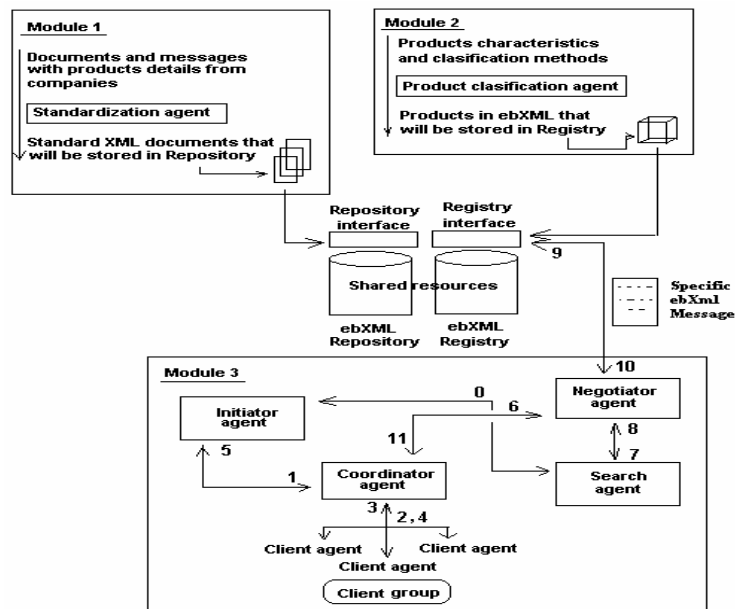 Module 1
Documents and messages
with products details from
companies
Standardization agent
Standard XML documents that
will be stored in Repository
Module 2
Products characteristics
and clasification methods
Product clasification agent
Products in ebXML that
will be stored in Registry
Repository
interface
Registry
interface
9
Shared resources
ebXML
Repository
ebXML
Registry
Specific
ebXml
Message
10
Module 3
0
6
Initiator
agent
5
Negotiator
agent
8
7
11
1
Coordinator
agent
Search
agent
3
2, 4
Client agent
Client agent
Client agent
Client group